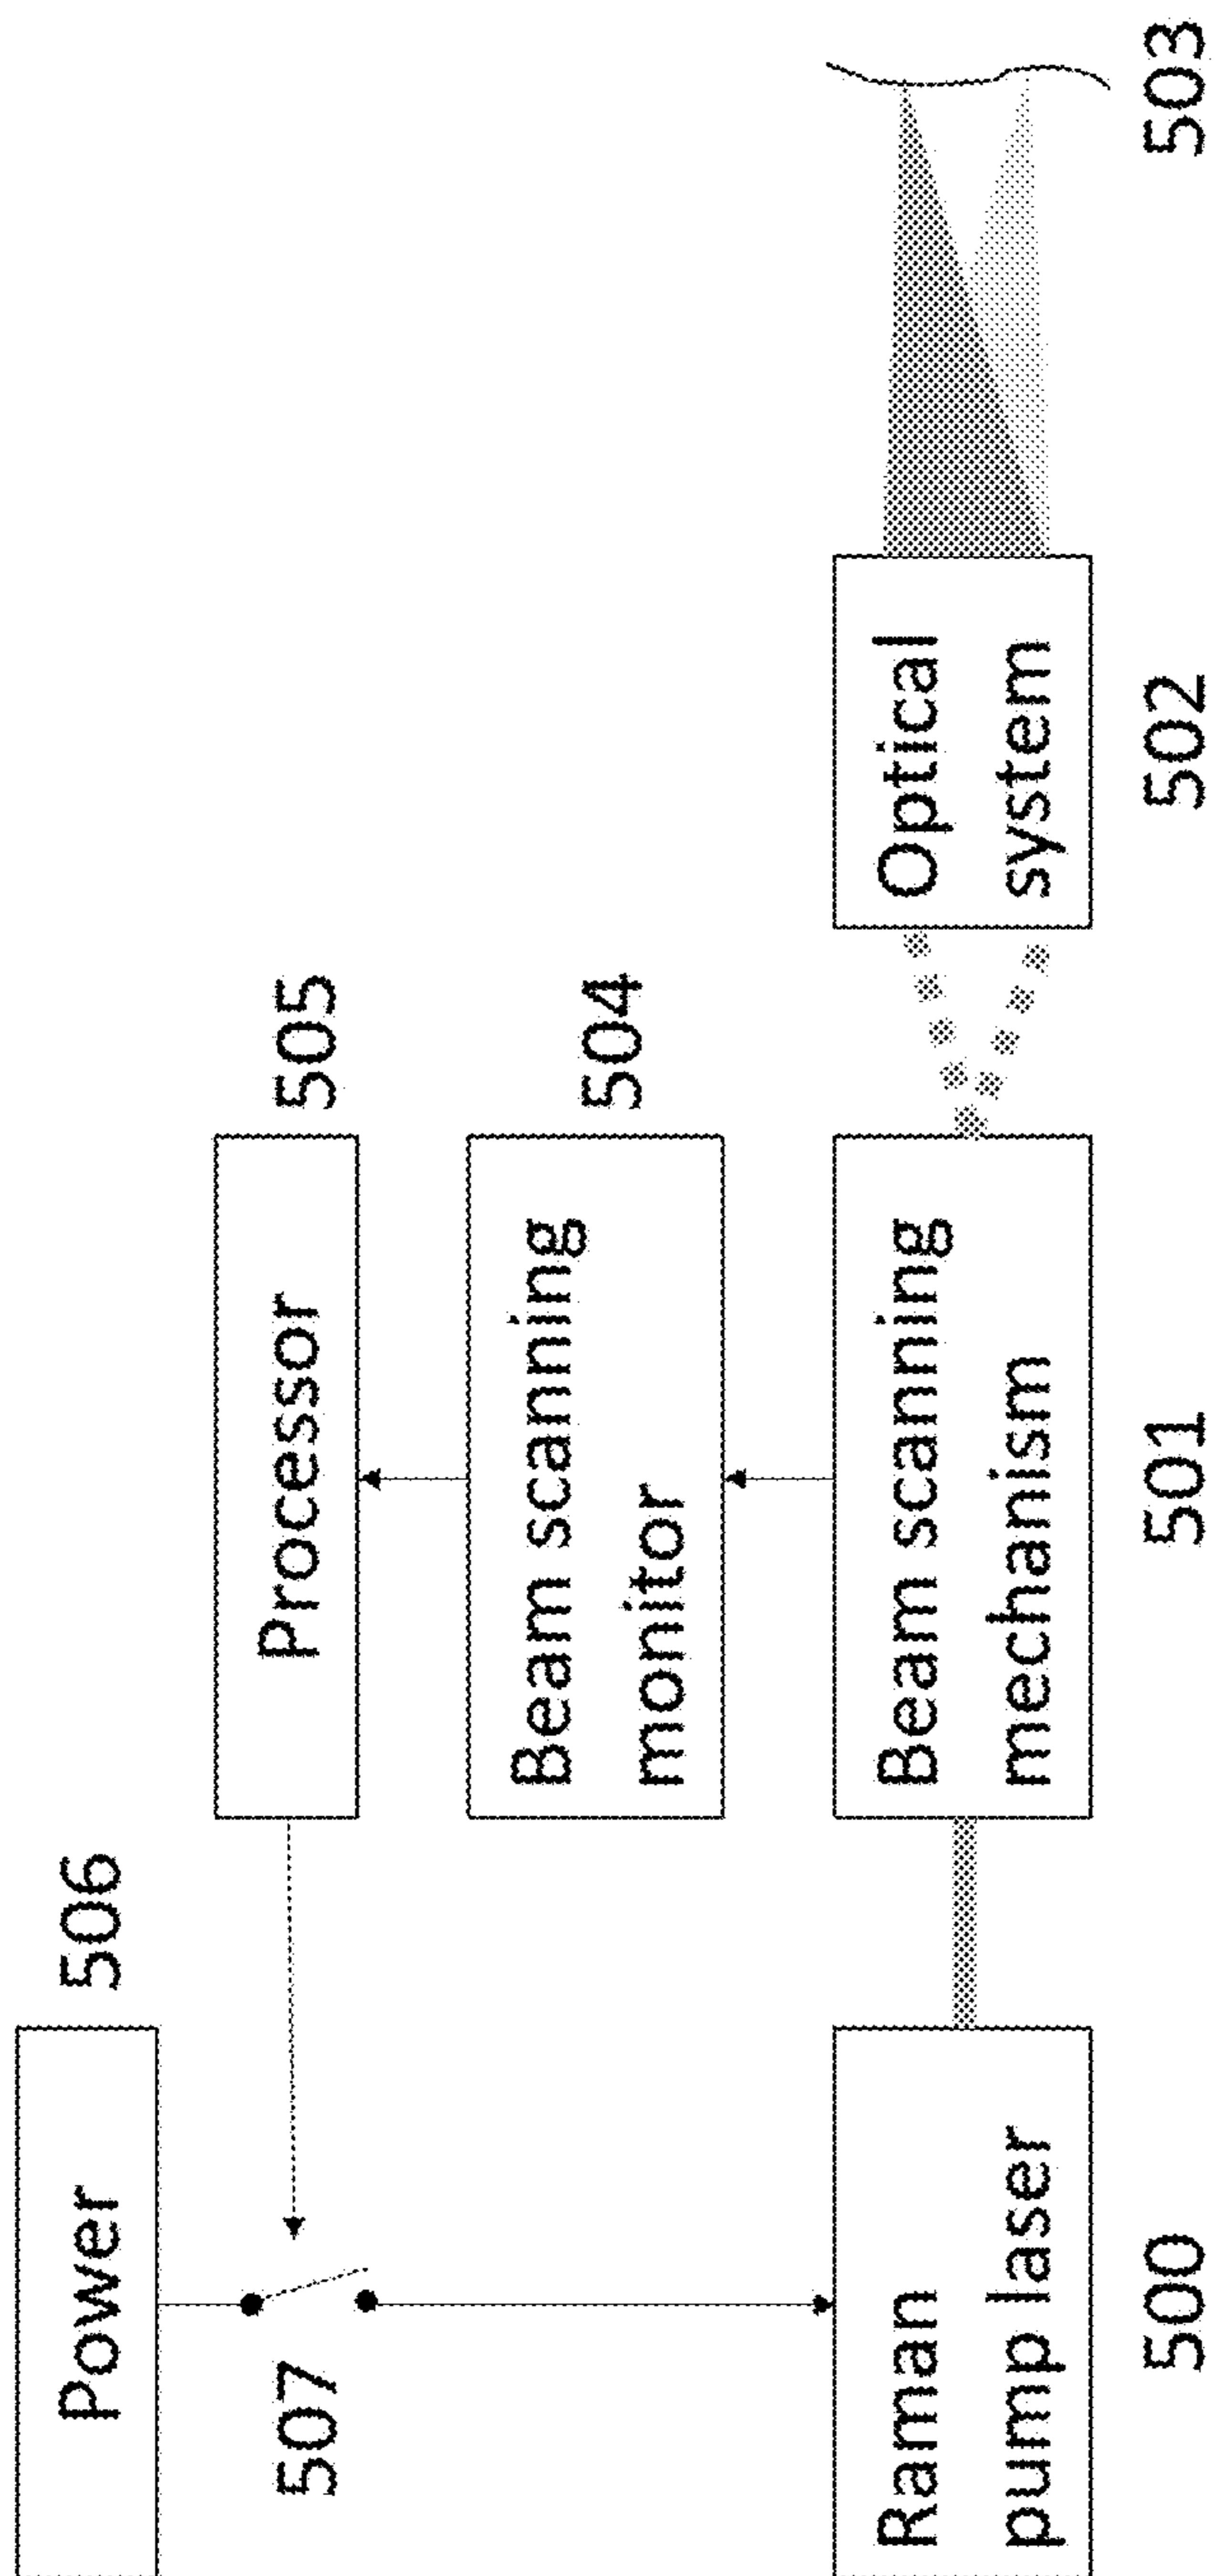 Power
506
507
Processor
505
Beam scanning
monitor
504
Raman
pump laser
500
Beam scanning
mechanism
501
Optical
system
502
503